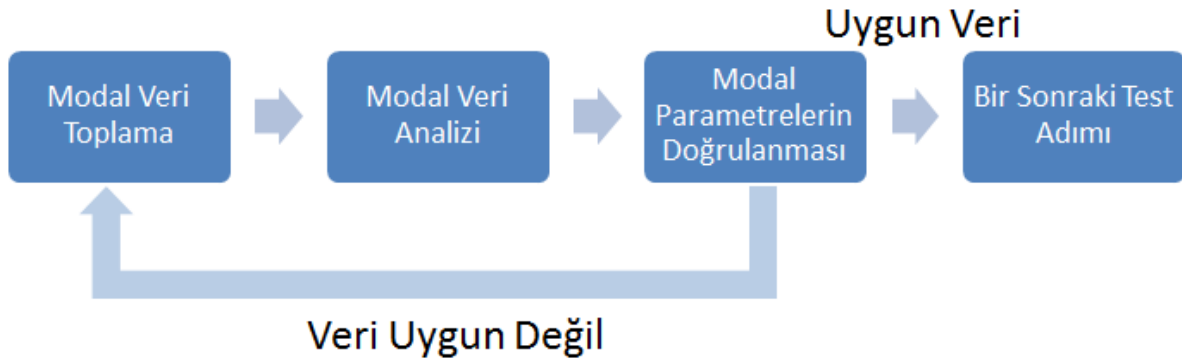 Uygun Veri
Modal Veri
Toplama
Modal Veri
Analizi
Modal
Parametrelerin
Doğrulanması
Bir Sonraki Test
Adımı
Veri Uygun Değil